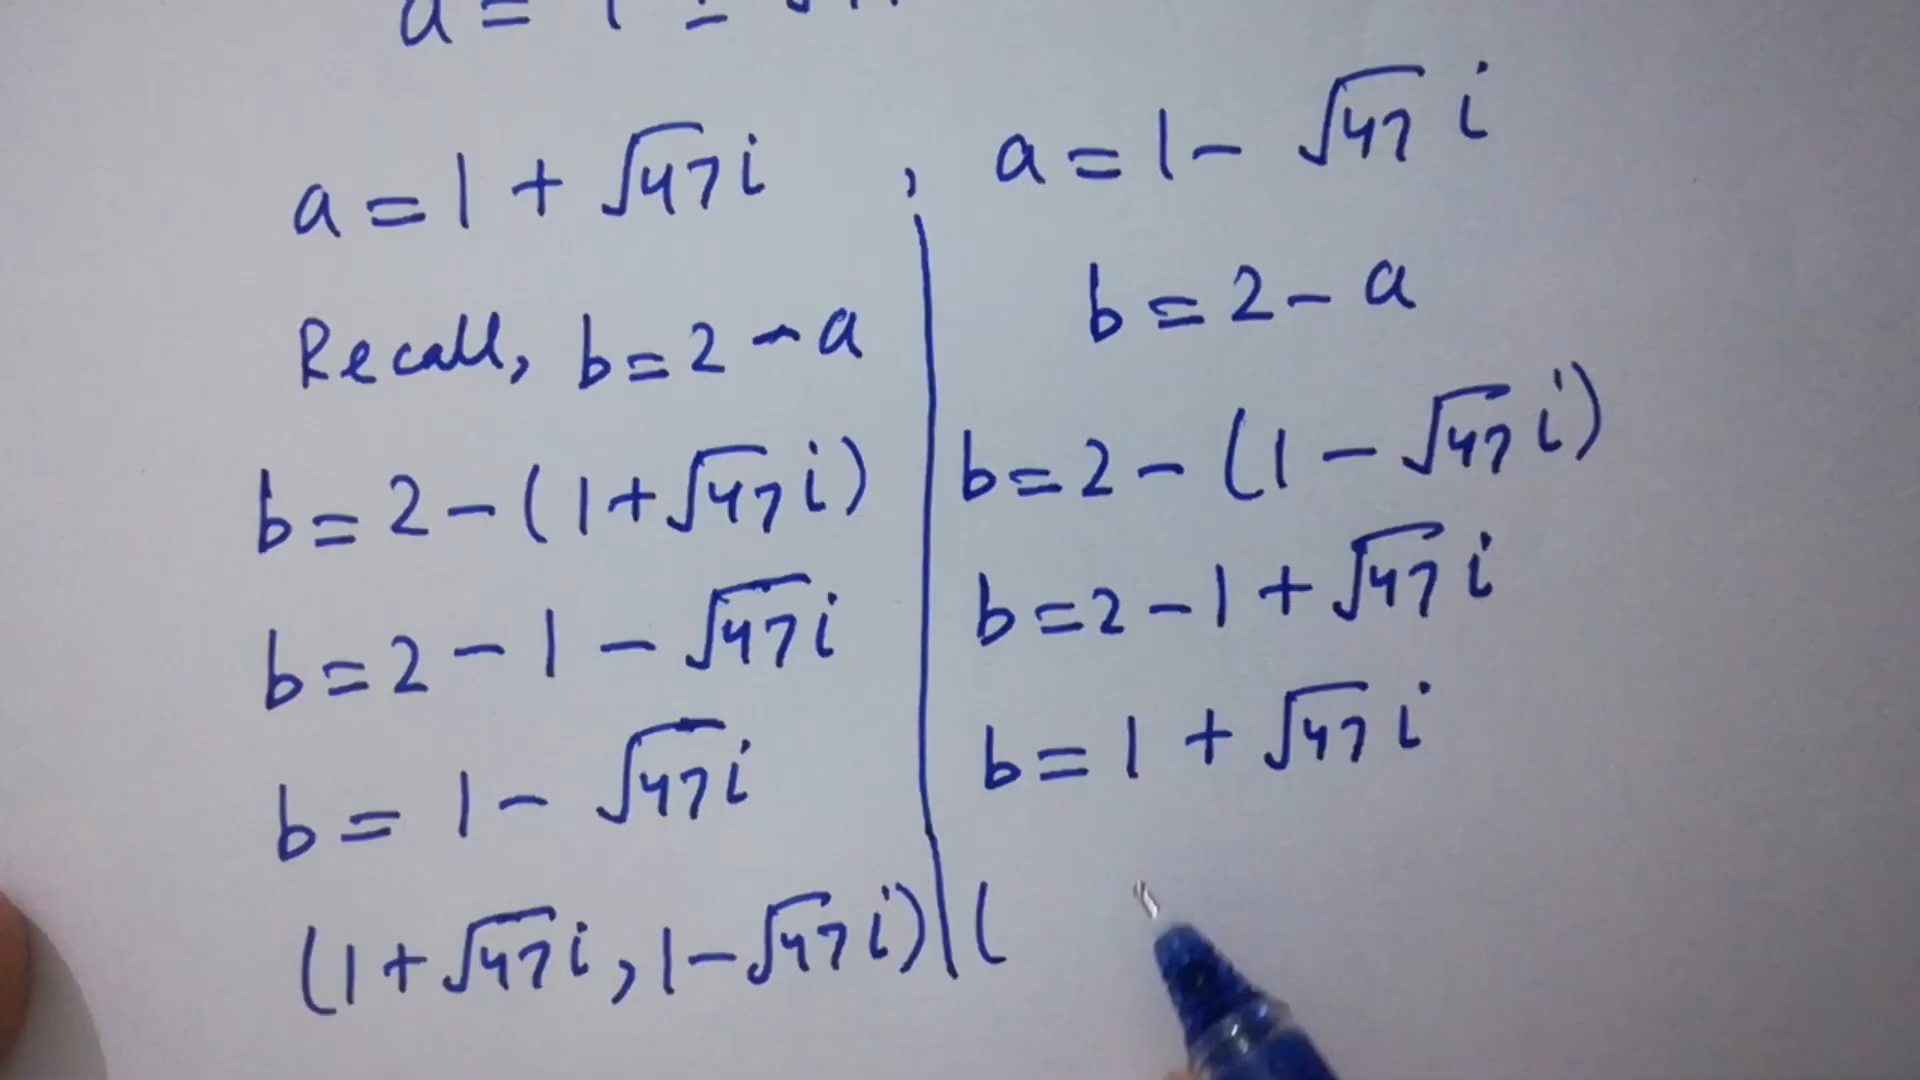 a = 1 ±
a = 1 + √47 i , a = 1 - √47 i
Recall, b = 2 - a
b = 2 - (1 + √47 i)
b = 2 - 1 - √47 i
b = 1 - √47 i
(1 + √47 i, 1 - √47 i)
b = 2 - a
b = 2 - (1 - √47 i)
b = 2 - 1 + √47 i
b = 1 + √47 i
(